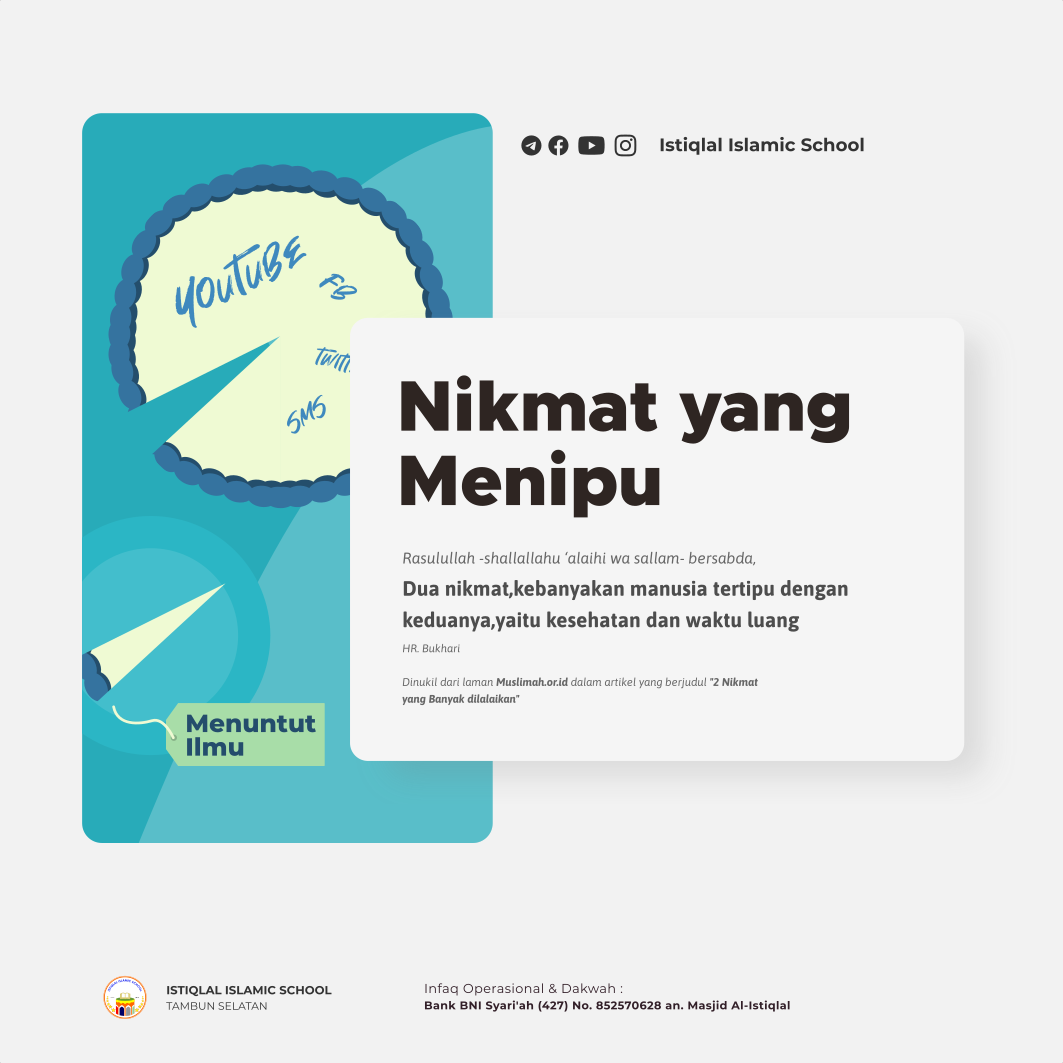 Istiqlal Islamic School
YOUTUBE
FB
SMS
Nikmat yang
Menipu
Rasulullah -shallallahu ‘alaihi wa sallam- bersabda,
Dua nikmat,kebanyakan manusia tertipu dengan
keduanya,yaitu kesehatan dan waktu luang
HR. Bukhari
Dinukil dari laman Muslimah.or.id dalam artikel yang berjudul "2 Nikmat
yang Banyak dilalaikan"
Menuntut
Ilmu
ISTIQLAL ISLAMIC SCHOOL
TAMBUN SELATAN
Infaq Operasional & Dakwah :
Bank BNI Syari'ah (427) No. 852570628 an. Masjid Al-Istiqlal